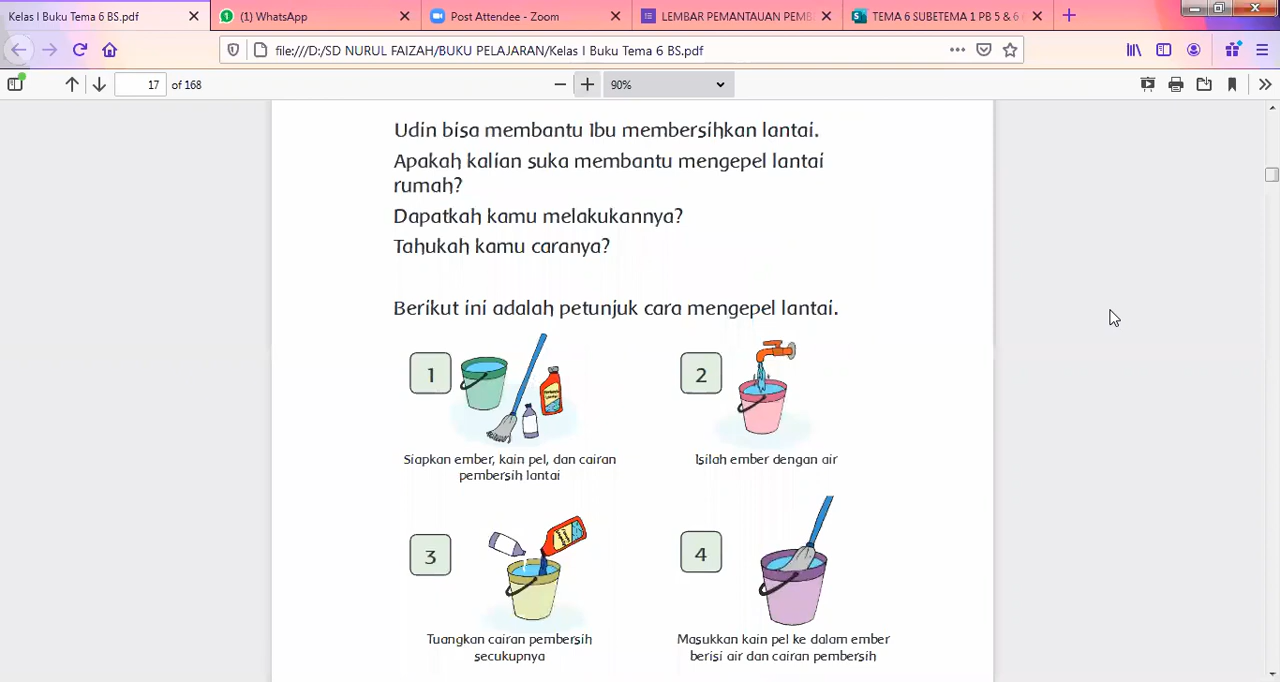 Kelas I Buku Tema 6 BS.pdf
(1) WhatsApp
Post Attendee - Zoom
LEMBAR PEMANTAUAN PEMB
TEMA 6 SUBETEMA 1 PB 5 & 6
file:///D:/SD NURUL FAIZAH/BUKU PELAJARAN/Kelas I Buku Tema 6 BS.pdf
17 of 168
90%
Udin bisa membantu Ibu membersihkan lantai.
Apakah kalian suka membantu mengepel lantai
rumah?
Dapatkah kamu melakukannya?
Tahukah kamu caranya?
Berikut ini adalah petunjuk cara mengepel lantai.
1
2
Siapkan ember, kain pel, dan cairan
pembersih lantai
Isilah ember dengan air
3
4
Tuangkan cairan pembersih
secukupnya
Masukkan kain pel ke dalam ember
berisi air dan cairan pembersih